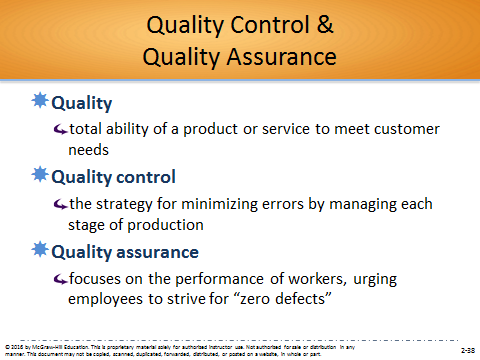 Quality Control &
Quality Assurance
Quality
total ability of a product or service to meet customer
needs
Quality control
the strategy for minimizing errors by managing each
stage of production
Quality assurance
focuses on the performance of workers, urging
employees to strive for “zero defects”
© 2016 by McGraw-Hill Education. This is proprietary material solely for authorized instructor use. Not authorized for sale or distribution in any
manner. This document may not be copied, scanned, duplicated, forwarded, distributed, or posted on a website, in whole or part.
2-38